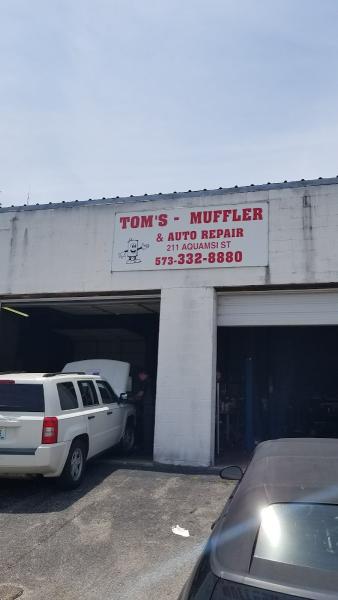 TOM'S - MUFFLER
& AUTO REPAIR
211 AQUAMSI ST
573-332-8880